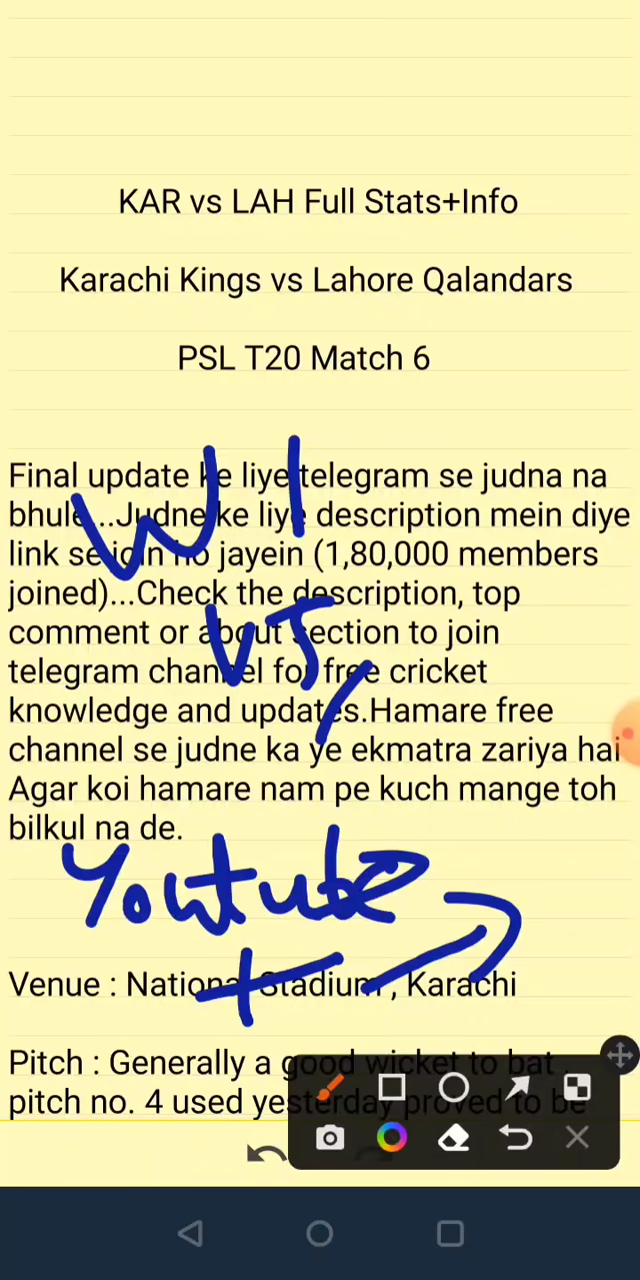 KAR vs LAH Full Stats+Info
Karachi Kings vs Lahore Qalandars
PSL T20 Match 6
Final update ke liye telegram se judna na
bhule...Judne ke liye description mein diye
link se join ho jayein (1,80,000 members
joined)...Check the description, top
comment or about section to join
telegram channel for free cricket
knowledge and updates.Hamare free
channel se judne ka ye ekmatra zariya hai
Agar koi hamare nam pe kuch mange toh
bilkul na de.
Youtube
Venue : National Stadium , Karachi
Pitch : Generally a good wicket to bat ,
pitch no. 4 used yesterday proved to be